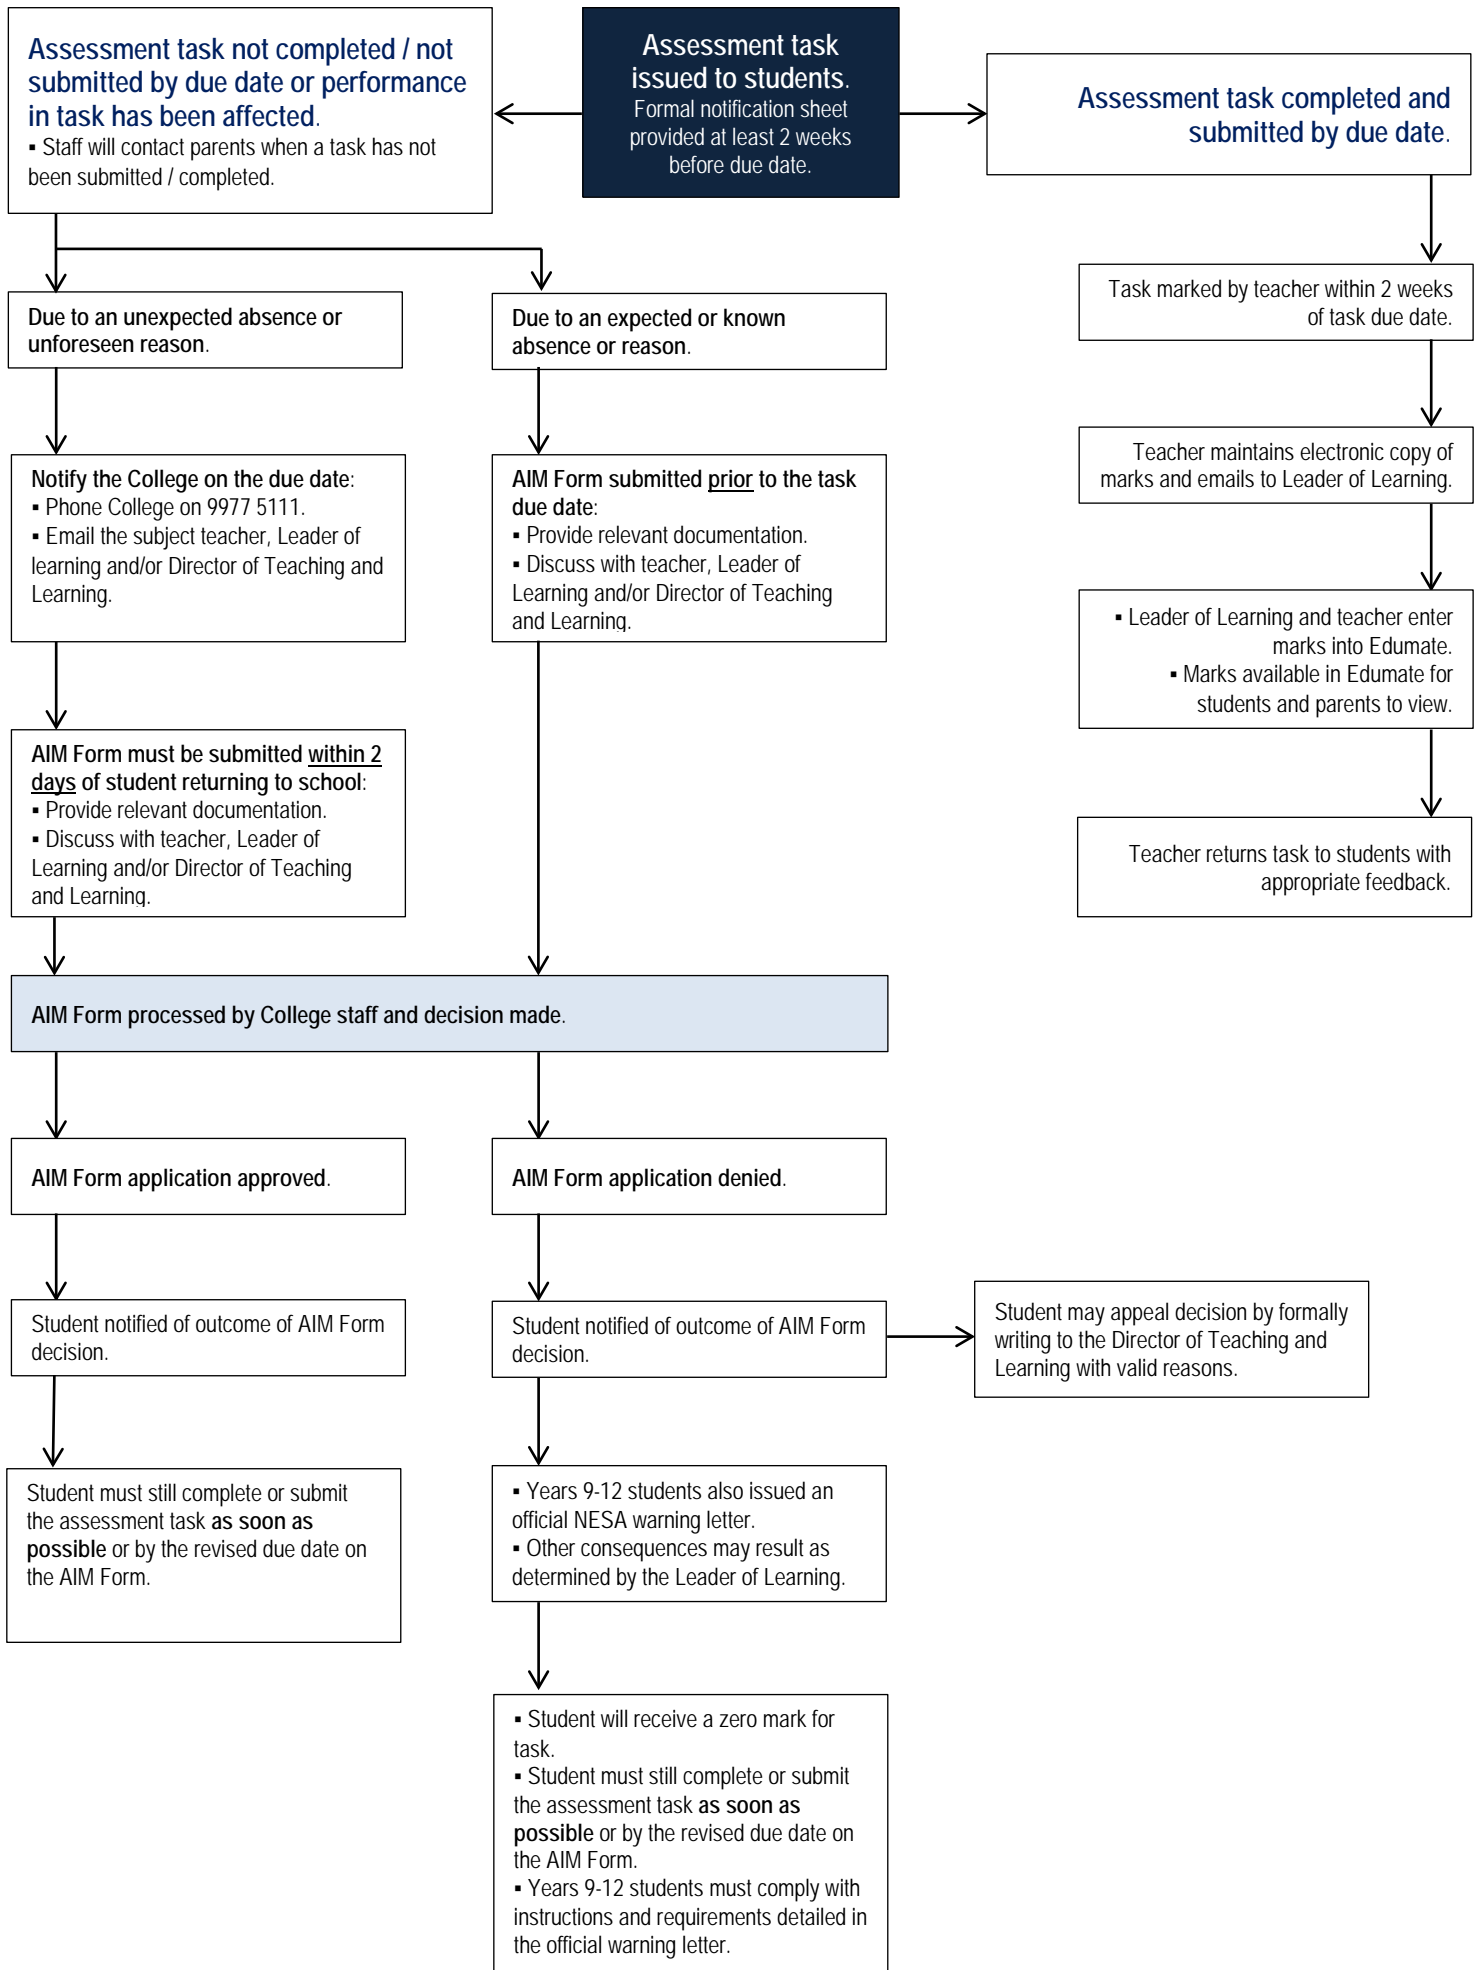 Assessment task not completed / not
submitted by due date or performance
in task has been affected.
▪ Staff will contact parents when a task has not
been submitted / completed.
Assessment task
issued to students.
Formal notification sheet
provided at least 2 weeks
before due date.
Assessment task completed and
submitted by due date.
Due to an unexpected absence or
unforeseen reason.
Due to an expected or known
absence or reason.
Task marked by teacher within 2 weeks
of task due date.
Notify the College on the due date:
▪ Phone College on 9977 5111.
▪ Email the subject teacher, Leader of
learning and/or Director of Teaching and
Learning.
AIM Form submitted prior to the task
due date:
▪ Provide relevant documentation.
▪ Discuss with teacher, Leader of
Learning and/or Director of Teaching
and Learning.
Teacher maintains electronic copy of
marks and emails to Leader of Learning.
▪ Leader of Learning and teacher enter
marks into Edumate.
▪ Marks available in Edumate for
students and parents to view.
AIM Form must be submitted within 2
days of student returning to school:
▪ Provide relevant documentation.
▪ Discuss with teacher, Leader of
Learning and/or Director of Teaching
and Learning.
Teacher returns task to students with
appropriate feedback.
AIM Form processed by College staff and decision made.
AIM Form application approved.
AIM Form application denied.
Student notified of outcome of AIM Form
decision.
Student notified of outcome of AIM Form
decision.
Student may appeal decision by formally
writing to the Director of Teaching and
Learning with valid reasons.
Student must still complete or submit
the assessment task as soon as
possible or by the revised due date on
the AIM Form.
▪ Years 9-12 students also issued an
official NESA warning letter.
▪ Other consequences may result as
determined by the Leader of Learning.
▪ Student will receive a zero mark for
task.
▪ Student must still complete or submit
the assessment task as soon as
possible or by the revised due date on
the AIM Form.
▪ Years 9-12 students must comply with
instructions and requirements detailed in
the official warning letter.